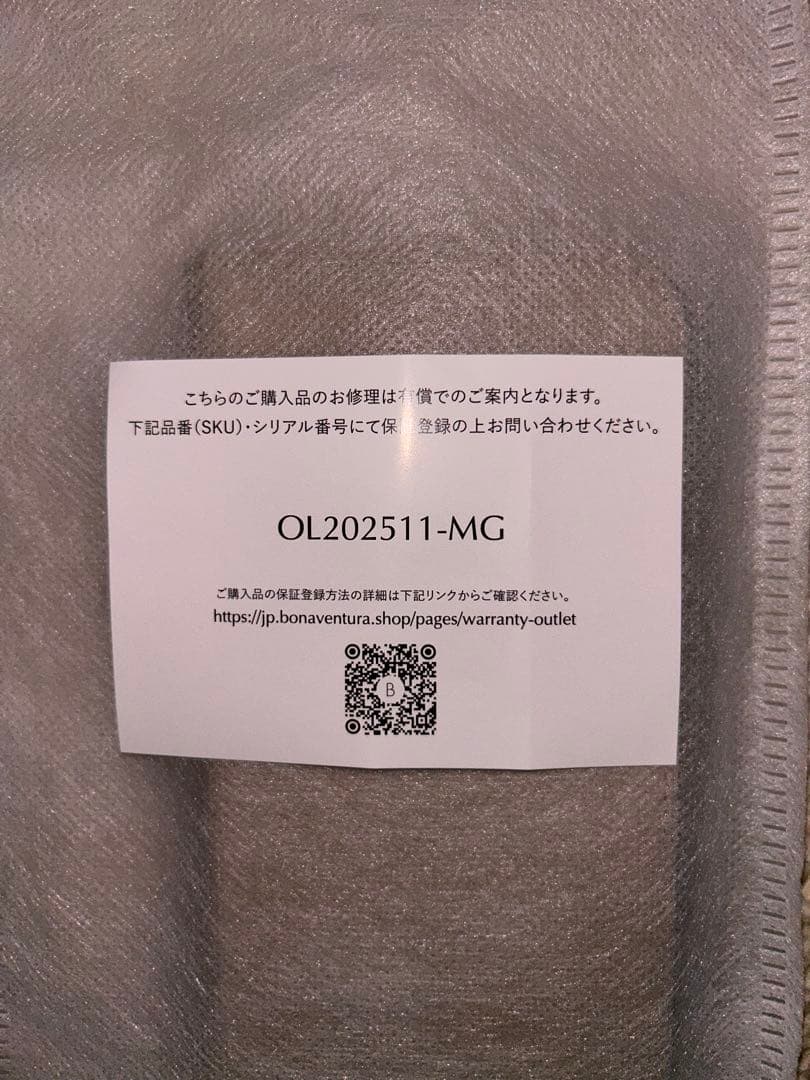 こちらのご購入品のお修理は有償でのご案内となります。
下記品番(SKU)・シリアル番号にて保証登録の上お問い合わせください。
OL202511-MG
ご購入品の保証登録方法の詳細は下記リンクからご確認ください。
https://jp.bonaventura.shop/pages/warranty-outlet
B